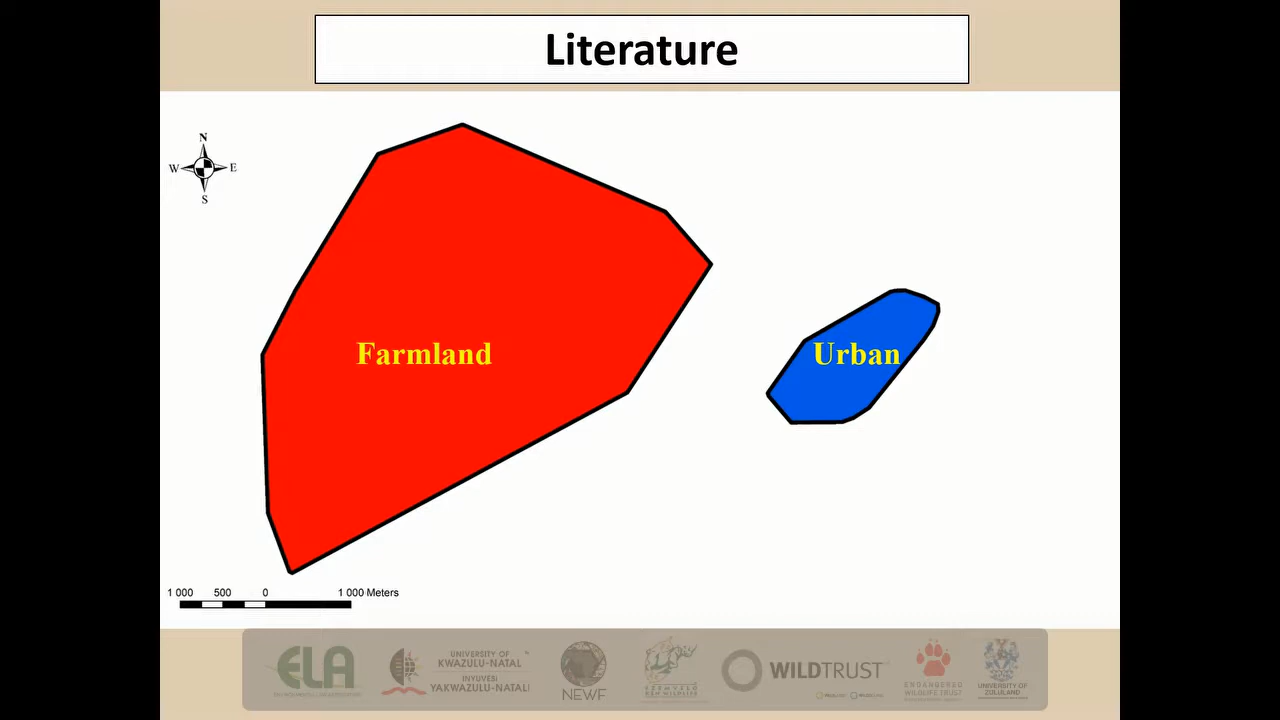 Literature
N
W E
S
Farmland
Urban
1 000 500 0 1 000 Meters
ELA
UNIVERSITY OF
KWAZULU-NATAL
INYUVESI
YAKWAZULU-NATALI
NEWF
WILDTRUST
ENDANGERED
WILDLIFE TRUST
UNIVERSITY OF
ZULULAND